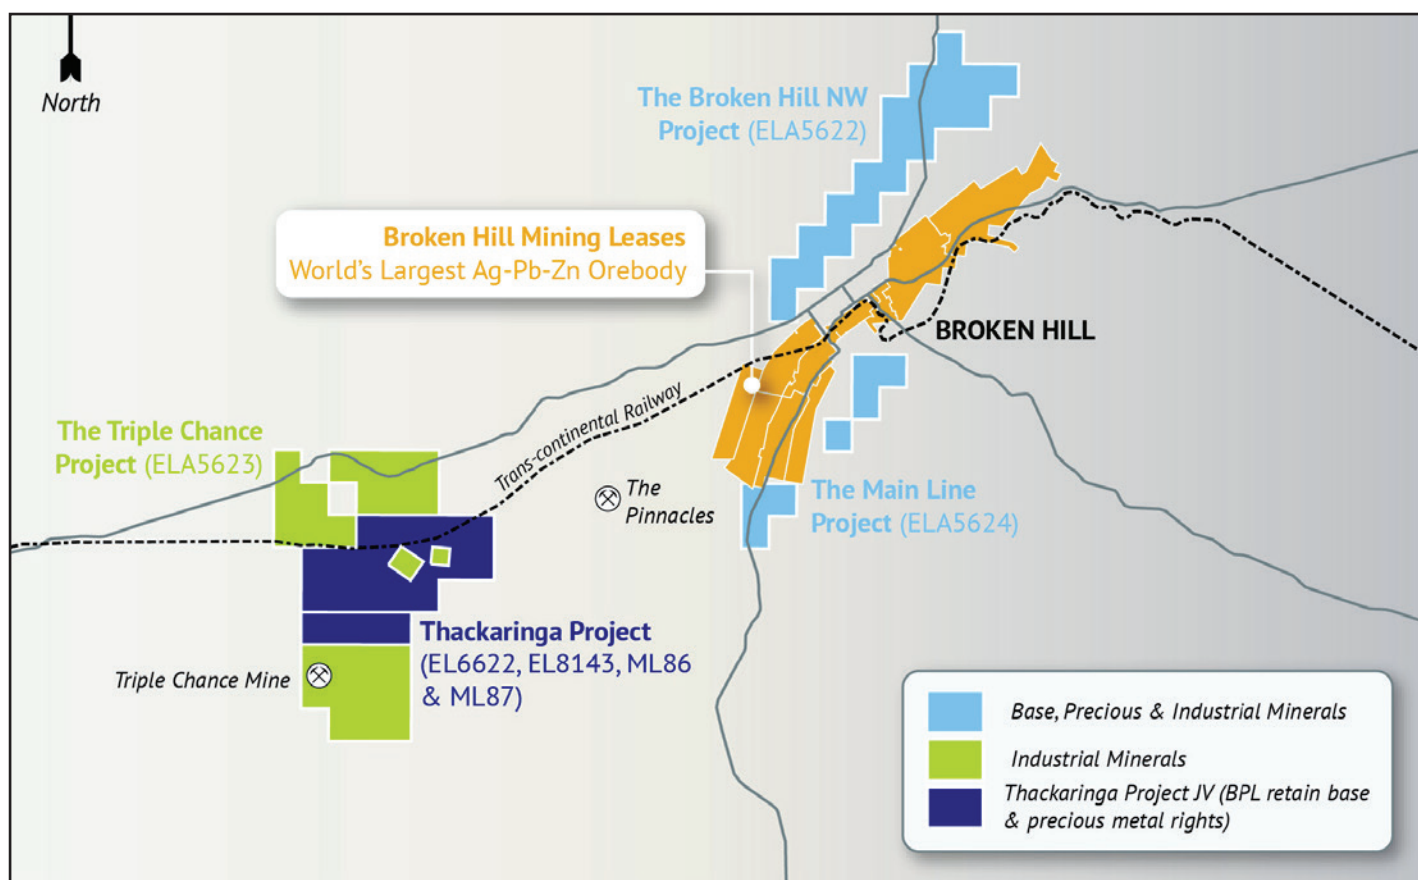 North
The Broken Hill NW
Project (ELA5622)
Broken Hill Mining Leases
World's Largest Ag-Pb-Zn Orebody
BROKEN HILL
Trans-continental Railway
The Triple Chance
Project (ELA5623)
The
Pinnacles
The Main Line
Project (ELA5624)
Thackaringa Project
(EL6622, EL8143, ML86
& ML87)
Triple Chance Mine
Base, Precious & Industrial Minerals
Industrial Minerals
Thackaringa Project JV (BPL retain base
& precious metal rights)